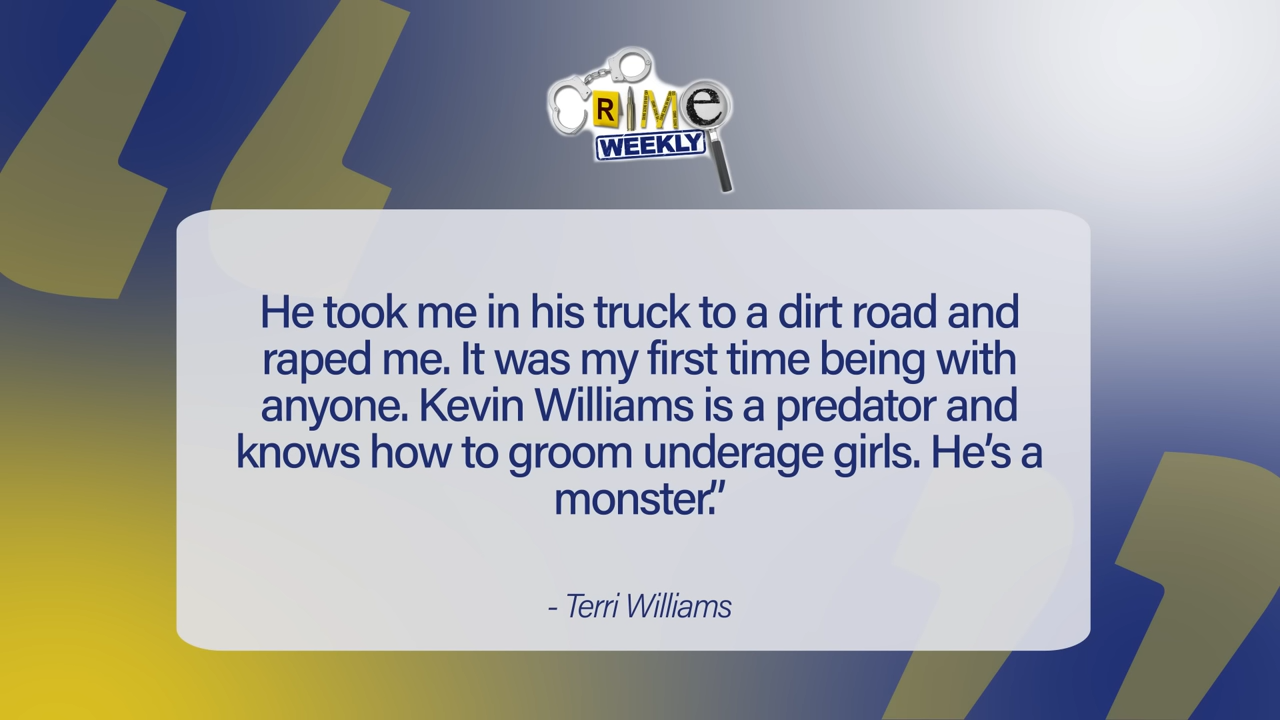 CRIMe
WEEKLY
He took me in his truck to a dirt road and
raped me. It was my first time being with
anyone. Kevin Williams is a predator and
knows how to groom underage girls. He’s a
monster.”
- Terri Williams